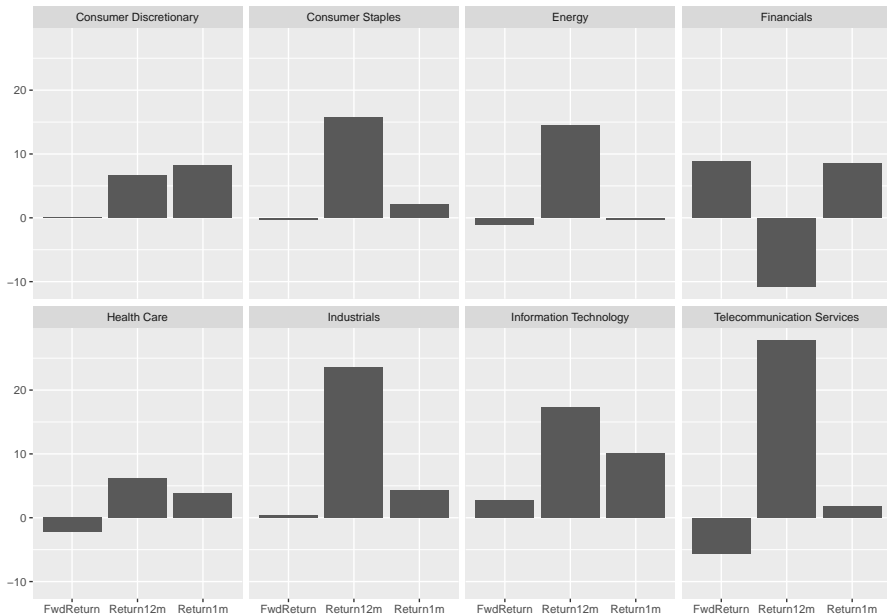 Consumer Discretionary Consumer Staples Energy Financials
20
10
0
−10
Health Care Industrials Information Technology Telecommunication Services
20
10
0
−10
FwdReturn Return12m Return1m FwdReturn Return12m Return1m FwdReturn Return12m Return1m FwdReturn Return12m Return1m